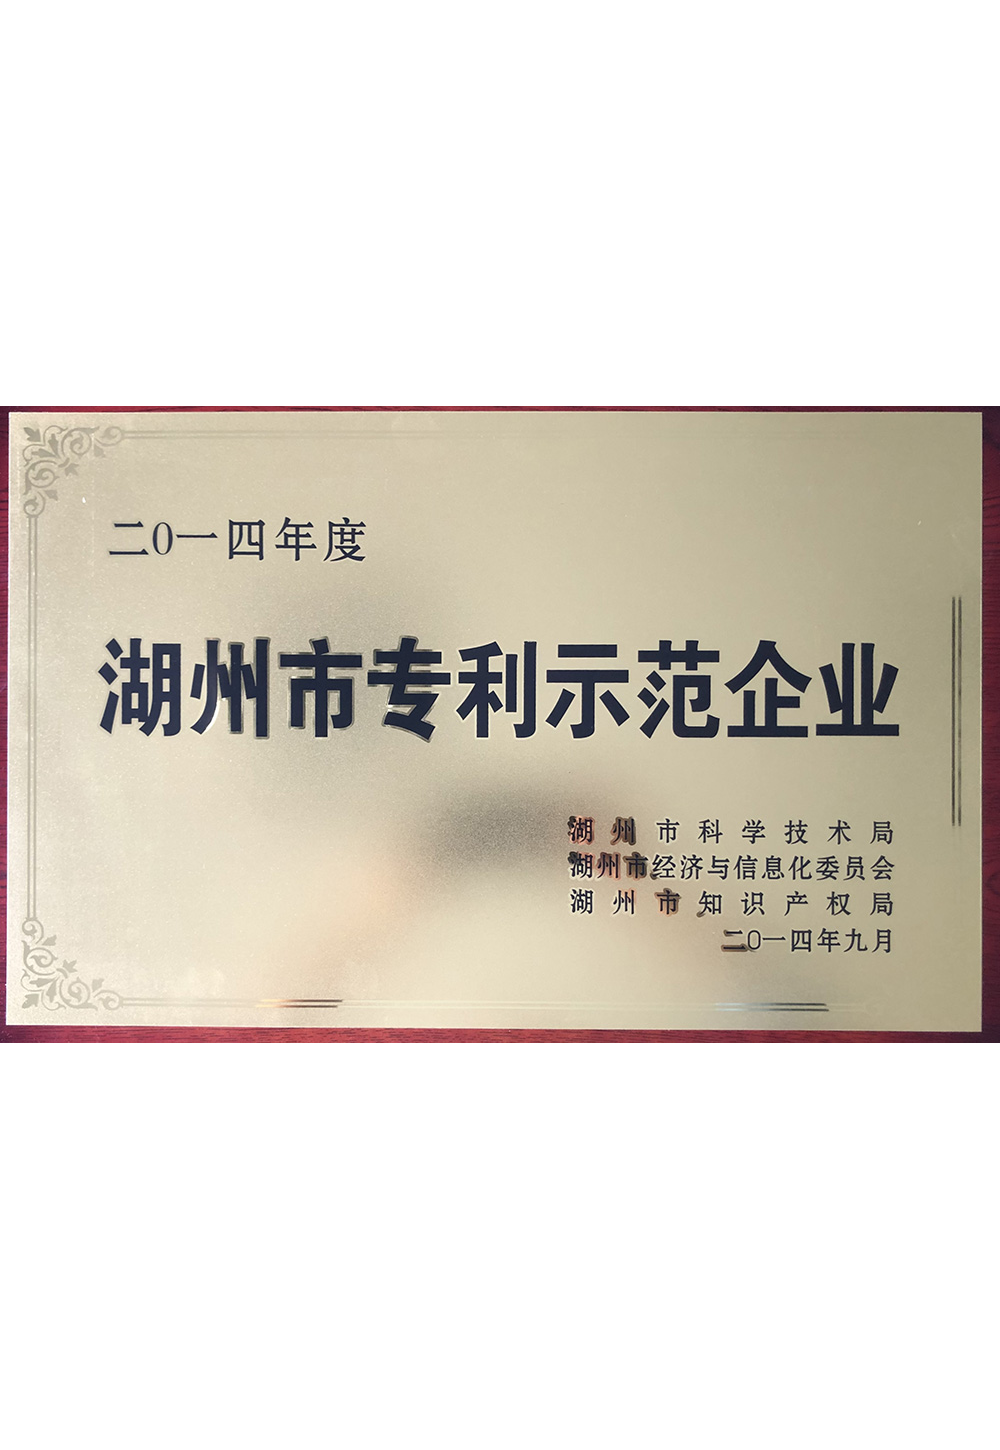 二0一四年度
湖州市专利示范企业
湖州市科学技术局
湖州市经济与信息化委员会
湖州市知识产权局
二0一四年九月